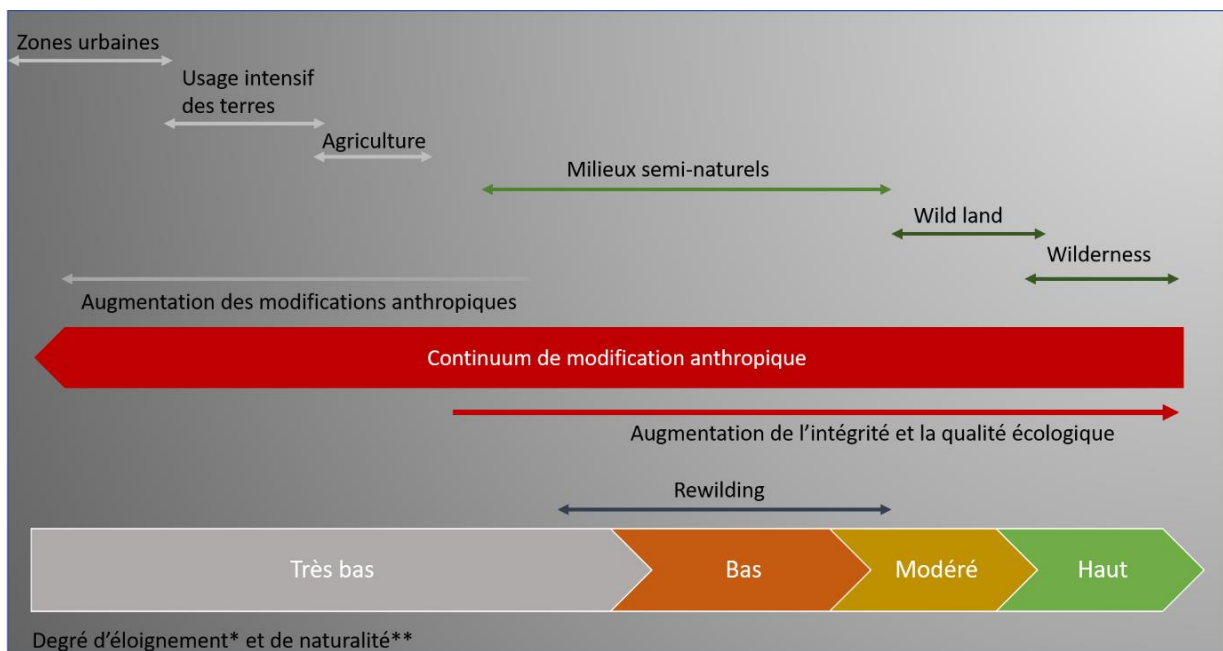 Zones urbaines
Usage intensif
des terres
Agriculture
Milieux semi-naturels
Wild land
Wilderness
Augmentation des modifications anthropiques
Continuum de modification anthropique
Augmentation de l’intégrité et la qualité écologique
Rewilding
Très bas
Bas
Modéré
Haut
Degré d’éloignement* et de naturalité**